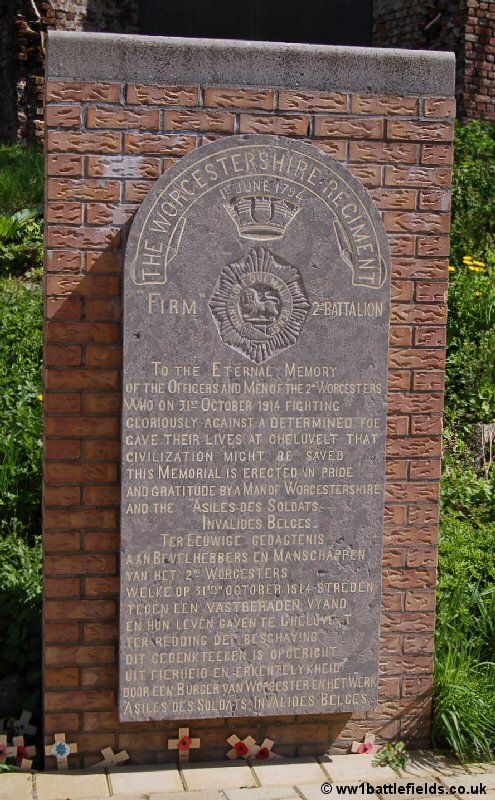 THE WORCESTERSHIRE REGIMENT
1ST JUNE 1794
FIRM
2ND BATTALION
TO THE ETERNAL MEMORY
OF THE OFFICERS AND MEN OF THE 2ND WORCESTERS
WHO ON 31ST OCTOBER 1914 FIGHTING
GLORIOUSLY AGAINST A DETERMINED FOE
GAVE THEIR LIVES AT GHELUVELT THAT
CIVILIZATION MIGHT BE SAVED
THIS MEMORIAL IS ERECTED IN PRIDE
AND GRATITUDE BY A MAN OF WORCESTERSHIRE
AND THE "ASILES DES SOLDATS,
INVALIDES BELGES"
TER EEUWIGE GEDACHTENIS
AAN BEVELHEBBERS EN MANSCHAPPEN
VAN HET 2DE WORCESTERS
WELKE OP 31STEN OKTOBER 1914 STREDEN
TEGEN EEN VASTBERADEN VYAND
EN HUN LEVEN GAVEN TE GHELUVELT
TER REDDING DER BESCHAVING
DIT GEDENKTEEKEN IS OPGERICHT
UIT FIERHEID EN ERKENTELYKHEID
DOOR EEN BURGER VAN WORCESTER EN HET WERK
"ASILES DES SOLDATS, INVALIDES BELGES.
© www.ww1battlefields.co.uk